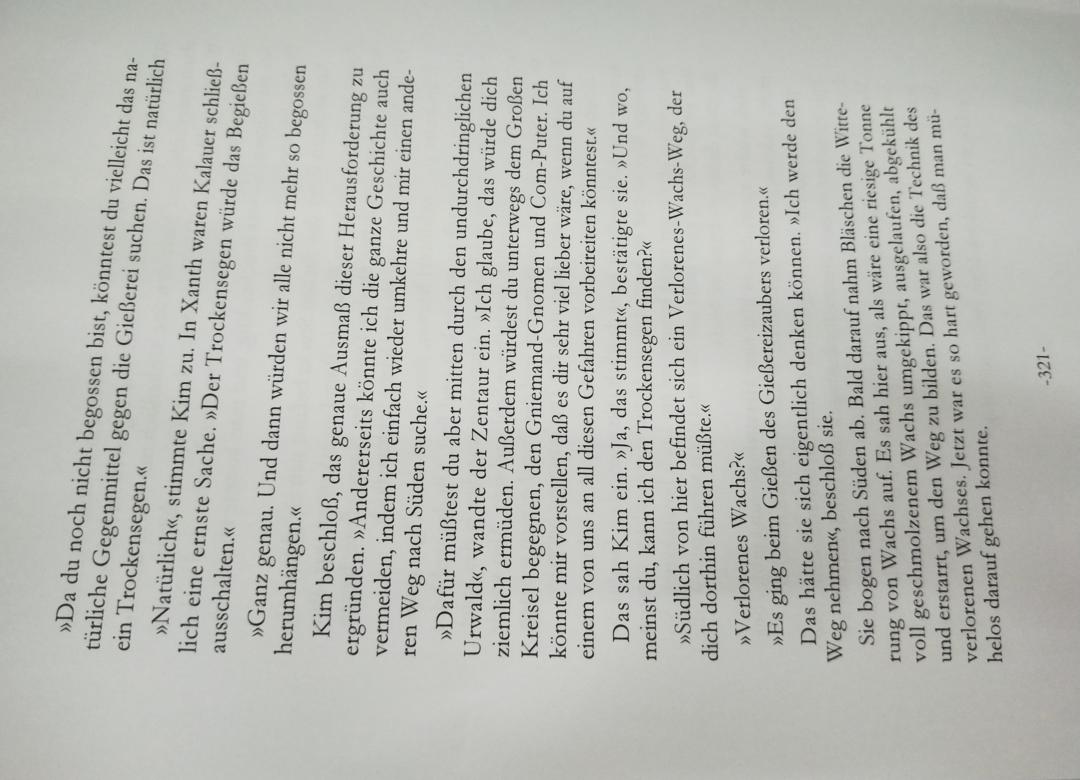 »Da du noch nicht begossen bist, könntest du vielleicht das na-
türliche Gegenmittel gegen die Gießerei suchen. Das ist natürlich
ein Trockensegen.«
»Natürlich«, stimmte Kim zu. In Xanth waren Kalauer schließ-
lich eine ernste Sache. »Der Trockensegen würde das Begießen
ausschalten.«
»Ganz genau. Und dann würden wir alle nicht mehr so begossen
herumhängen.«
Kim beschloß, das genaue Ausmaß dieser Herausforderung zu
ergründen. »Andererseits könnte ich die ganze Geschichte auch
vermeiden, indem ich einfach wieder umkehre und mir einen ande-
ren Weg nach Süden suche.«
»Dafür müßtest du aber mitten durch den undurchdringlichen
Urwald«, wandte der Zentaur ein. »Ich glaube, das würde dich
ziemlich ermüden. Außerdem würdest du unterwegs dem Großen
Kreisel begegnen, den Gniemand-Gnomen und Com-Puter. Ich
könnte mir vorstellen, daß es dir sehr viel lieber wäre, wenn du auf
einem von uns an all diesen Gefahren vorbeireiten könntest.«
Das sah Kim ein. »Ja, das stimmt«, bestätigte sie. »Und wo,
meinst du, kann ich den Trockensegen finden?«
»Südlich von hier befindet sich ein Verlorenes-Wachs-Weg, der
dich dorthin führen müßte.«
»Verlorenes Wachs?«
»Es ging beim Gießen des Gießereizaubers verloren.«
Das hätte sie sich eigentlich denken können. »Ich werde den
Weg nehmen«, beschloß sie.
Sie bogen nach Süden ab. Bald darauf nahm Bläschen die Witte-
rung von Wachs auf. Es sah hier aus, als wäre eine riesige Tonne
voll geschmolzenem Wachs umgekippt, ausgelaufen, abgekühlt
und erstarrt, um den Weg zu bilden. Das war also die Technik des
verlorenen Wachses. Jetzt war es so hart geworden, daß man mü-
helos darauf gehen konnte.
-321-